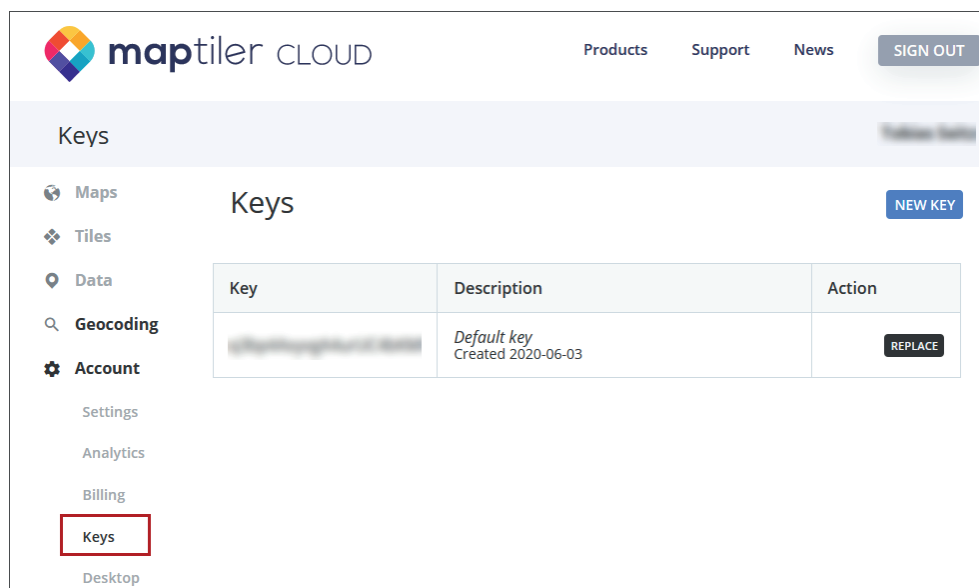 maptiler CLOUD
Products Support News SIGN OUT
Keys
Maps
Tiles
Data
Geocoding
Account
Settings
Analytics
Billing
Keys
Desktop
Keys
NEW KEY
Key Description Action
Default key
Created 2020-06-03
REPLACE